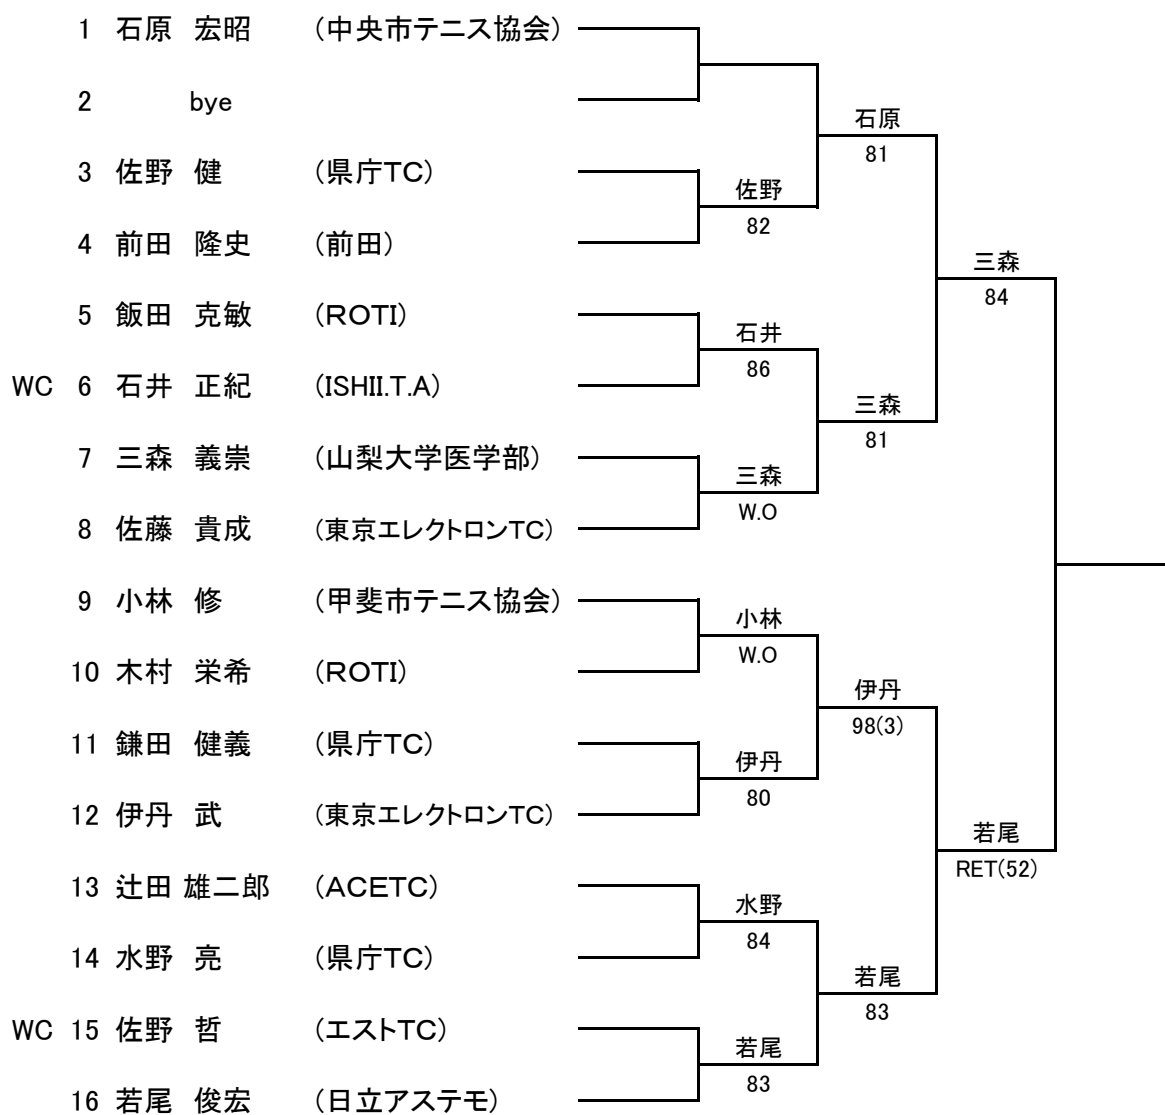 1 石原 宏昭 (中央市テニス協会)
2 bye
石原
81
3 佐野 健 (県庁TC)
佐野
82
4 前田 隆史 (前田)
三森
84
5 飯田 克敏 (ROTI)
石井
86
WC 6 石井 正紀 (ISHII.T.A)
三森
81
7 三森 義崇 (山梨大学医学部)
三森
W.O
8 佐藤 貴成 (東京エレクトロンTC)
9 小林 修 (甲斐市テニス協会)
小林
W.O
10 木村 栄希 (ROTI)
伊丹
98(3)
11 鎌田 健義 (県庁TC)
伊丹
80
12 伊丹 武 (東京エレクトロンTC)
若尾
RET(52)
13 辻田 雄二郎 (ACETC)
水野
84
14 水野 亮 (県庁TC)
若尾
83
WC 15 佐野 哲 (エストTC)
若尾
83
16 若尾 俊宏 (日立アステモ)